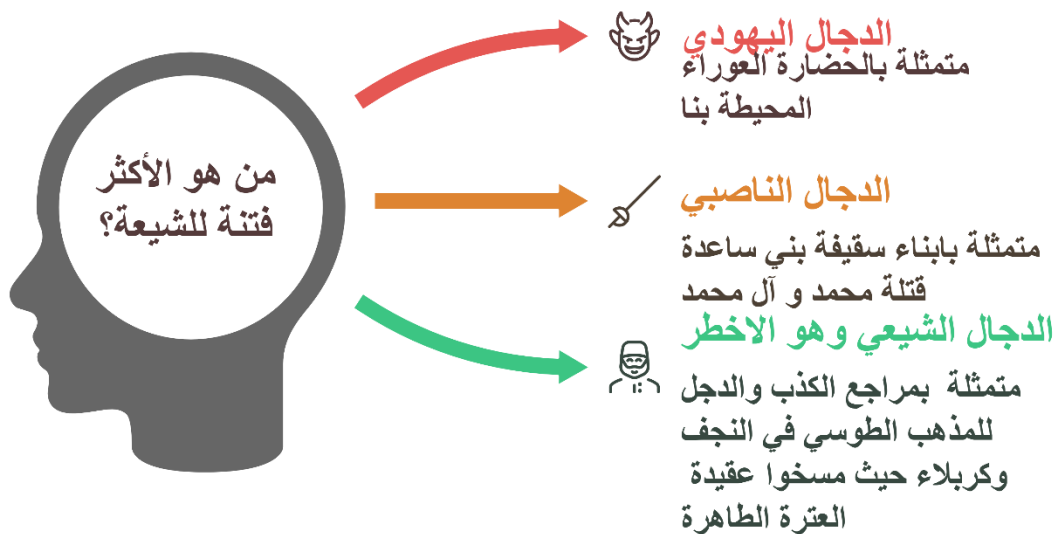 من هو الأكثر
فتنة للشيعة؟
الدجال اليهودي
متمثلة بالحضارة العوراء
المحيطة بنا
الدجال الناصبي
متمثلة بابناء سقيفة بني ساعدة
قتلة محمد و آل محمد
الدجال الشيعي وهو الاخطر
متمثلة بمراجع الكذب والدجل
للمذهب الطوسي في النجف
وكربلاء حيث مسخوا عقيدة
العترة الطاهرة